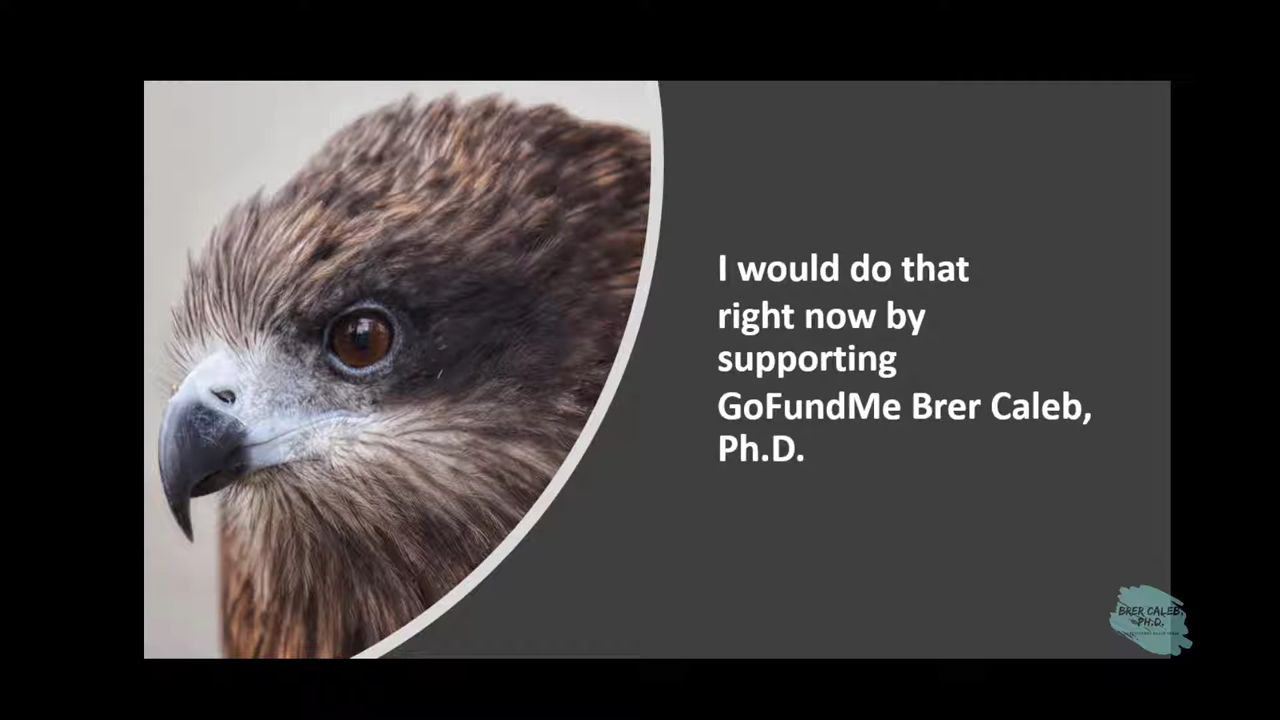 I would do that
right now by
supporting
GoFundMe Brer Caleb,
Ph.D.
BRER CALEB,
PH.D.